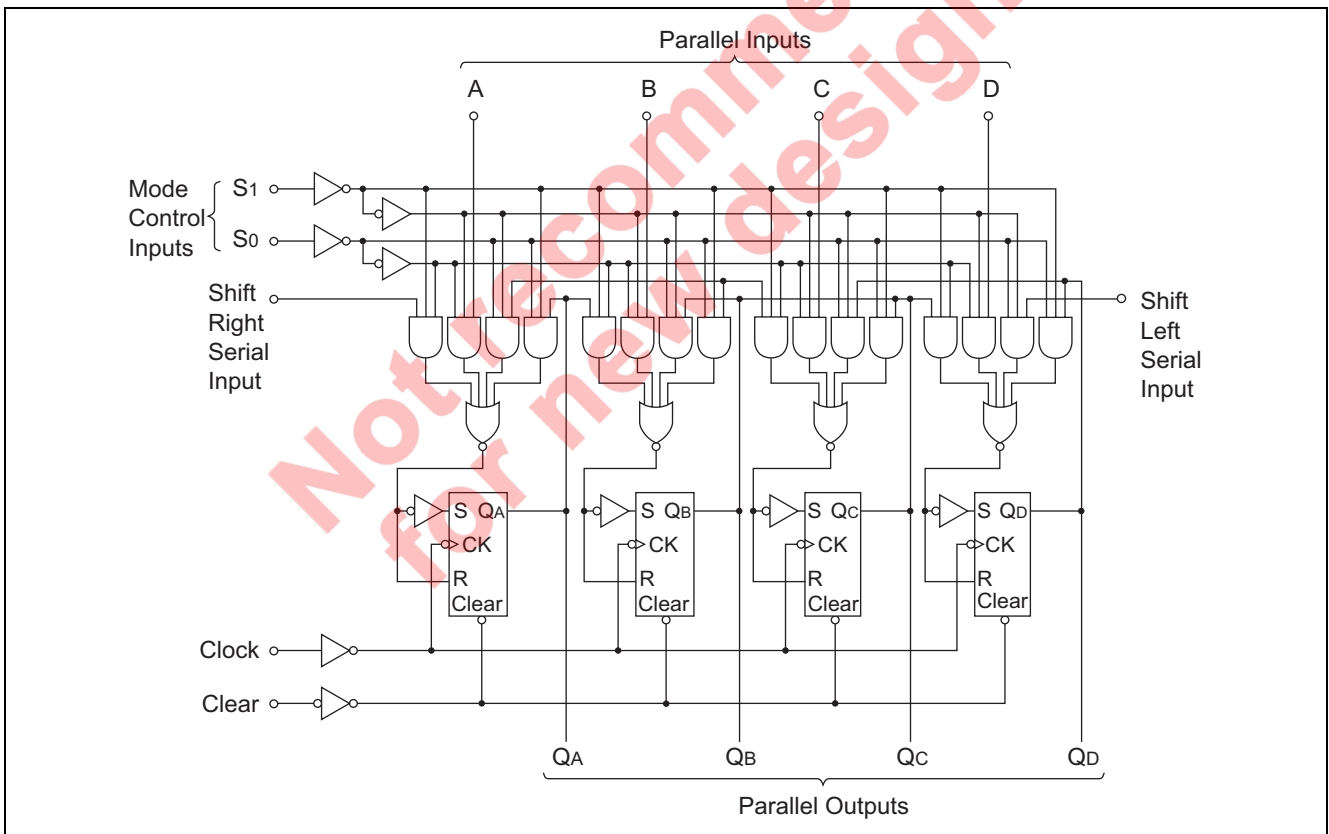 Parallel Inputs
A B C D
Mode
Control
Inputs
S1
S0
Shift
Right
Serial
Input
Shift
Left
Serial
Input
S QA
CK
R
Clear
S QB
CK
R
Clear
S QC
CK
R
Clear
S QD
CK
R
Clear
Clock
Clear
QA QB QC QD
Parallel Outputs
Not recomme
for new design